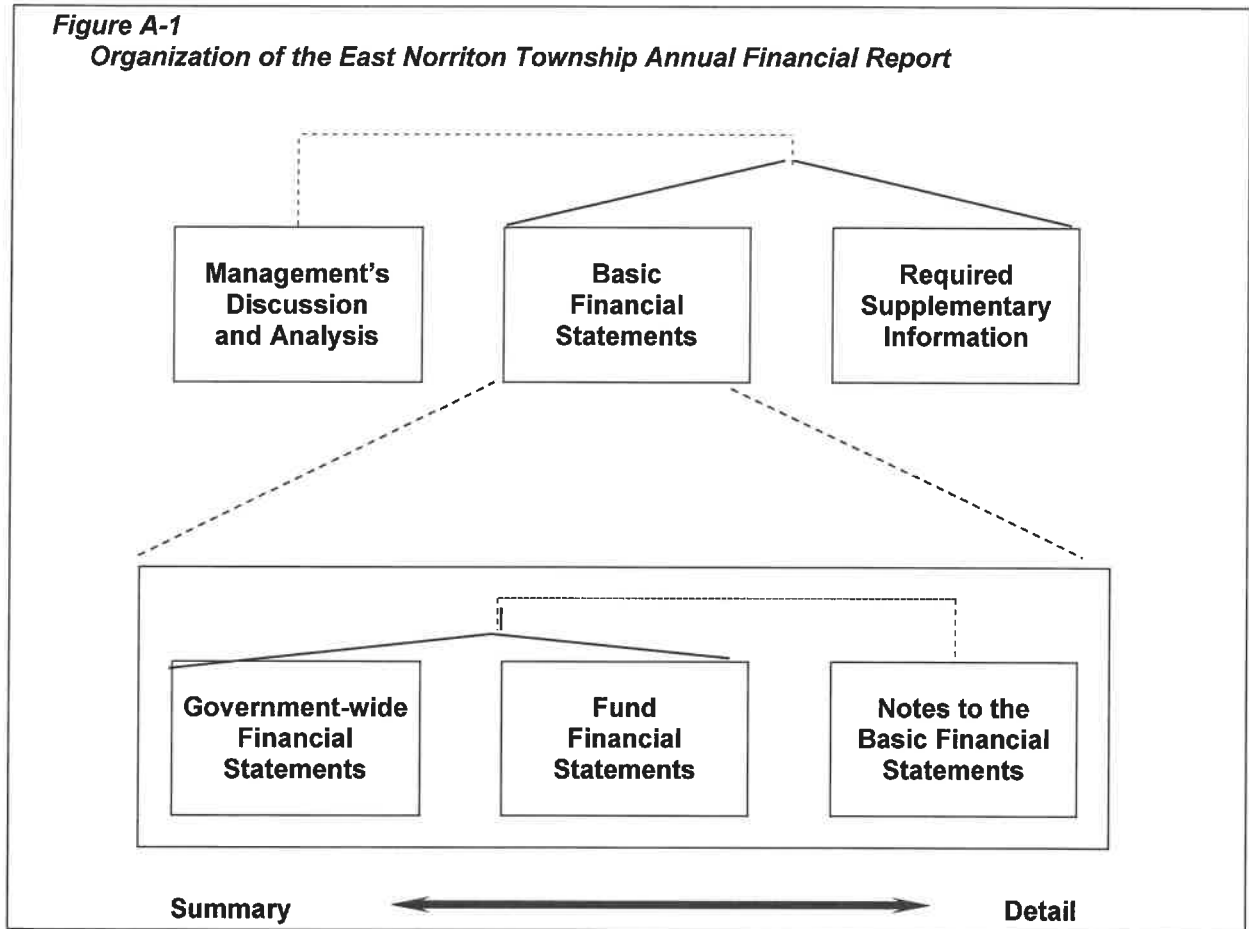 Figure A-1
Organization of the East Norriton Township Annual Financial Report
Management's
Discussion
and Analysis
Basic
Financial
Statements
Required
Supplementary
Information
Government-wide
Financial
Statements
Fund
Financial
Statements
Notes to the
Basic Financial
Statements
Summary
Detail